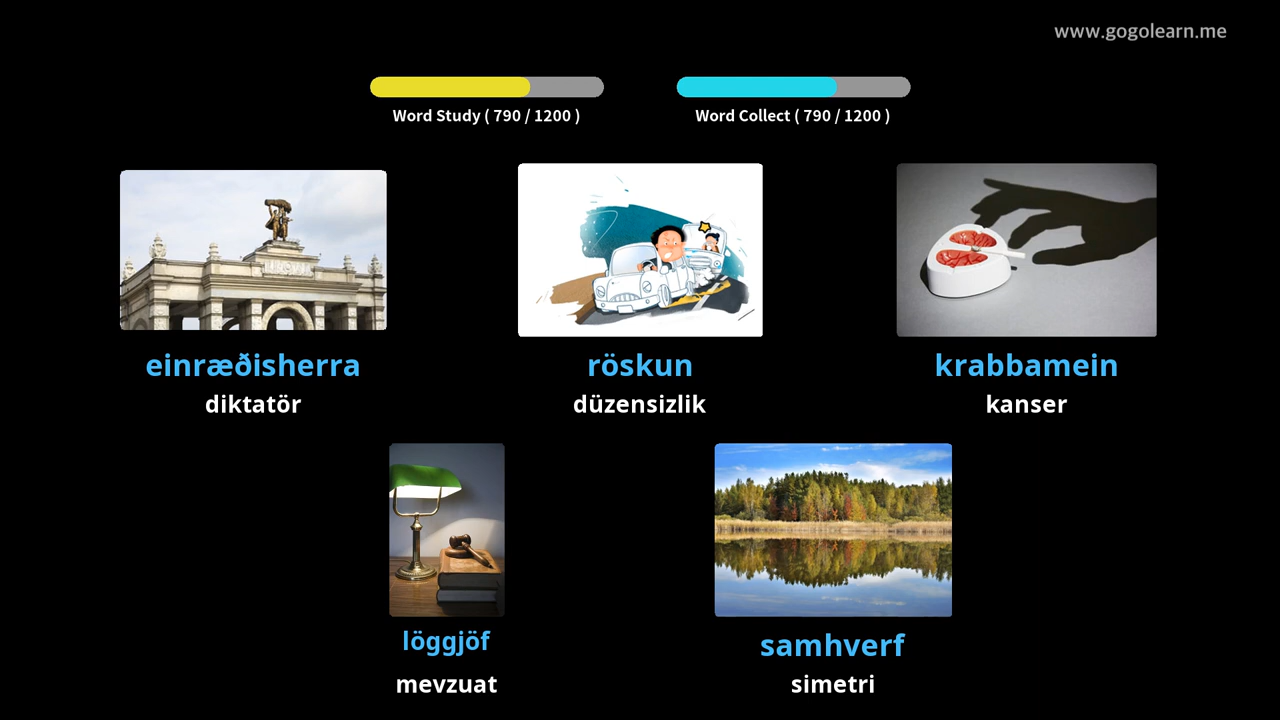 www.gogolearn.me
Word Study ( 790 / 1200 )
Word Collect ( 790 / 1200 )
einræðisherra
diktatör
röskun
düzensizlik
krabbamein
kanser
löggjöf
mevzuat
samhverf
simetri